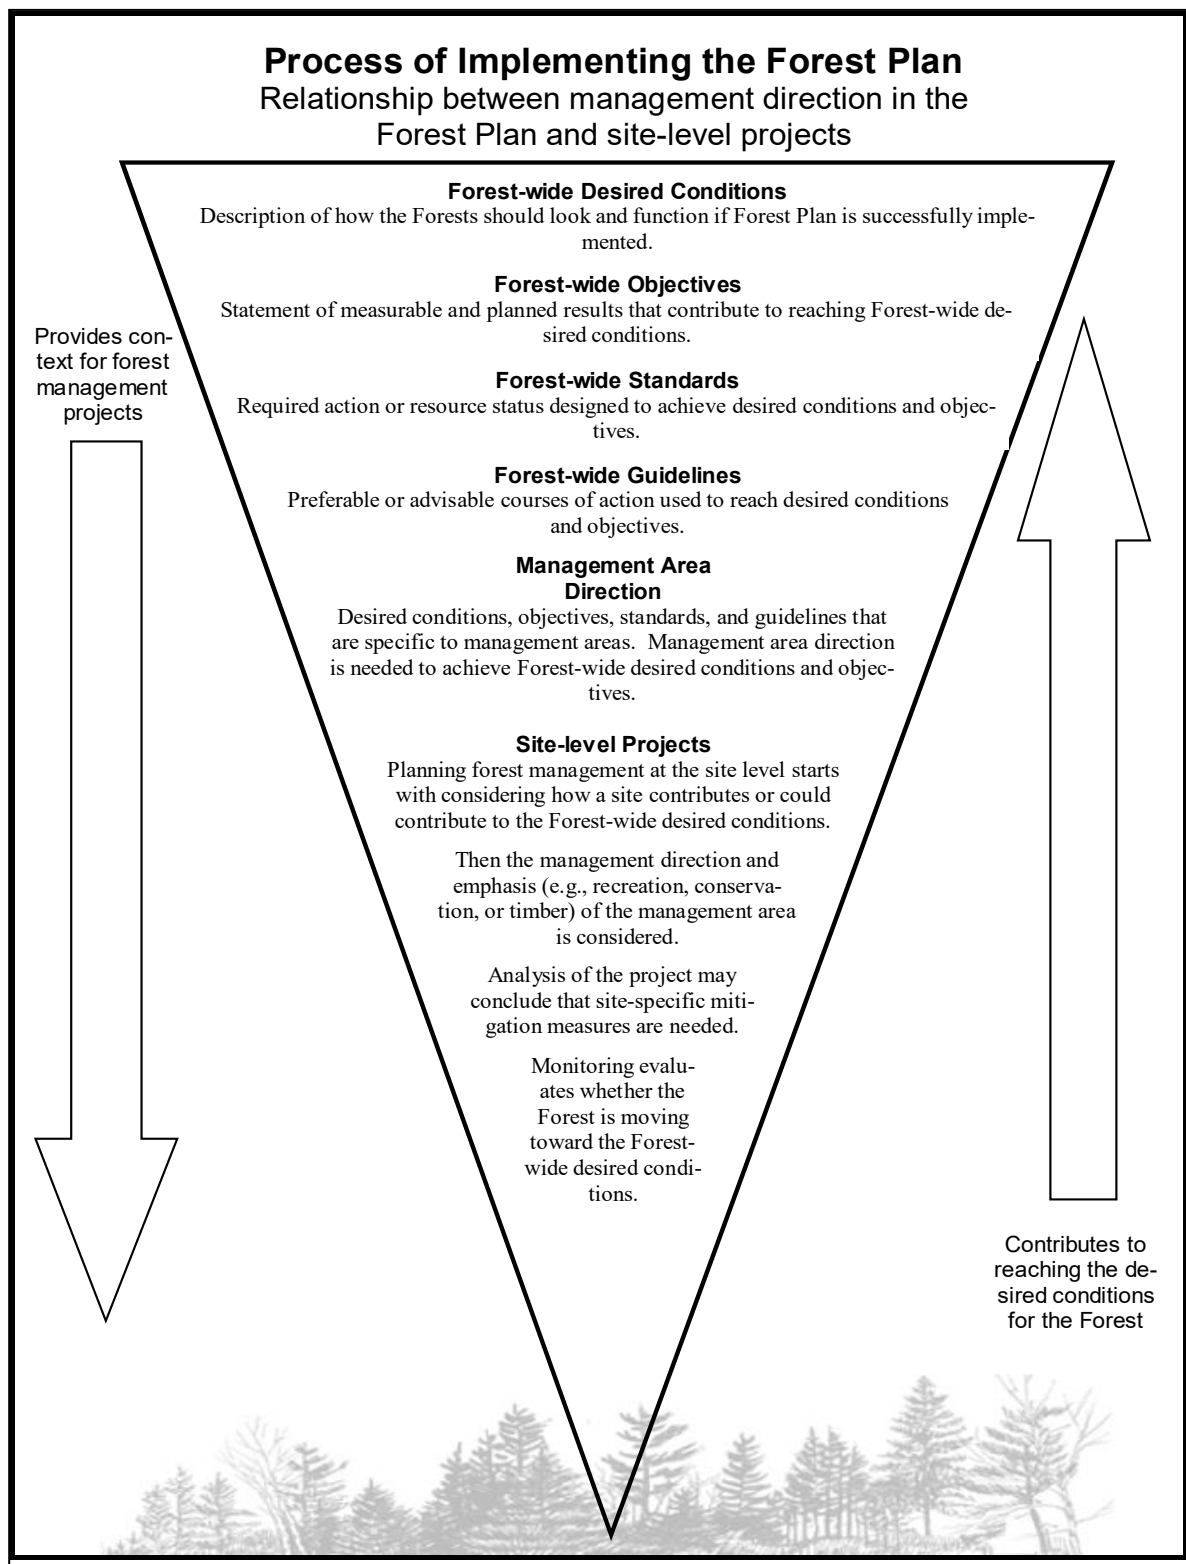 Process of Implementing the Forest Plan
Relationship between management direction in the
Forest Plan and site-level projects
Forest-wide Desired Conditions
Description of how the Forests should look and function if Forest Plan is successfully imple-
mented.
Forest-wide Objectives
Statement of measurable and planned results that contribute to reaching Forest-wide de-
sired conditions.
Provides con-
text for forest
management
projects
Forest-wide Standards
Required action or resource status designed to achieve desired conditions and objec-
tives.
Forest-wide Guidelines
Preferable or advisable courses of action used to reach desired conditions
and objectives.
Management Area
Direction
Desired conditions, objectives, standards, and guidelines that
are specific to management areas.  Management area direction
is needed to achieve Forest-wide desired conditions and objec-
tives.
Site-level Projects
Planning forest management at the site level starts
with considering how a site contributes or could
contribute to the Forest-wide desired conditions.
Then the management direction and
emphasis (e.g., recreation, conserva-
tion, or timber) of the management area
is considered.
Analysis of the project may
conclude that site-specific miti-
gation measures are needed.
Monitoring evalu-
ates whether the
Forest is moving
toward the Forest-
wide desired condi-
tions.
Contributes to
reaching the de-
sired conditions
for the Forest